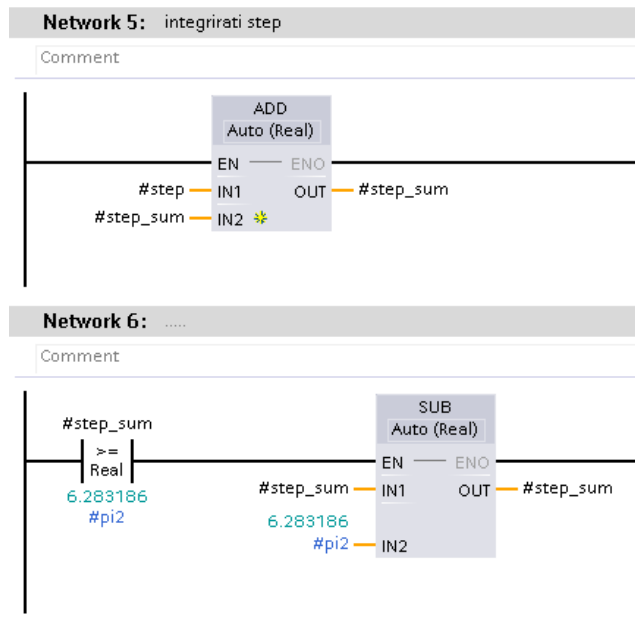 Network 5: integrirati step
Comment
ADD
Auto (Real)
EN ENO
#step IN1 OUT #step_sum
#step_sum IN2
Network 6: .....
Comment
#step_sum
>=
Real
6.283186
#pi2
SUB
Auto (Real)
EN ENO
#step_sum IN1 OUT #step_sum
6.283186
#pi2 IN2